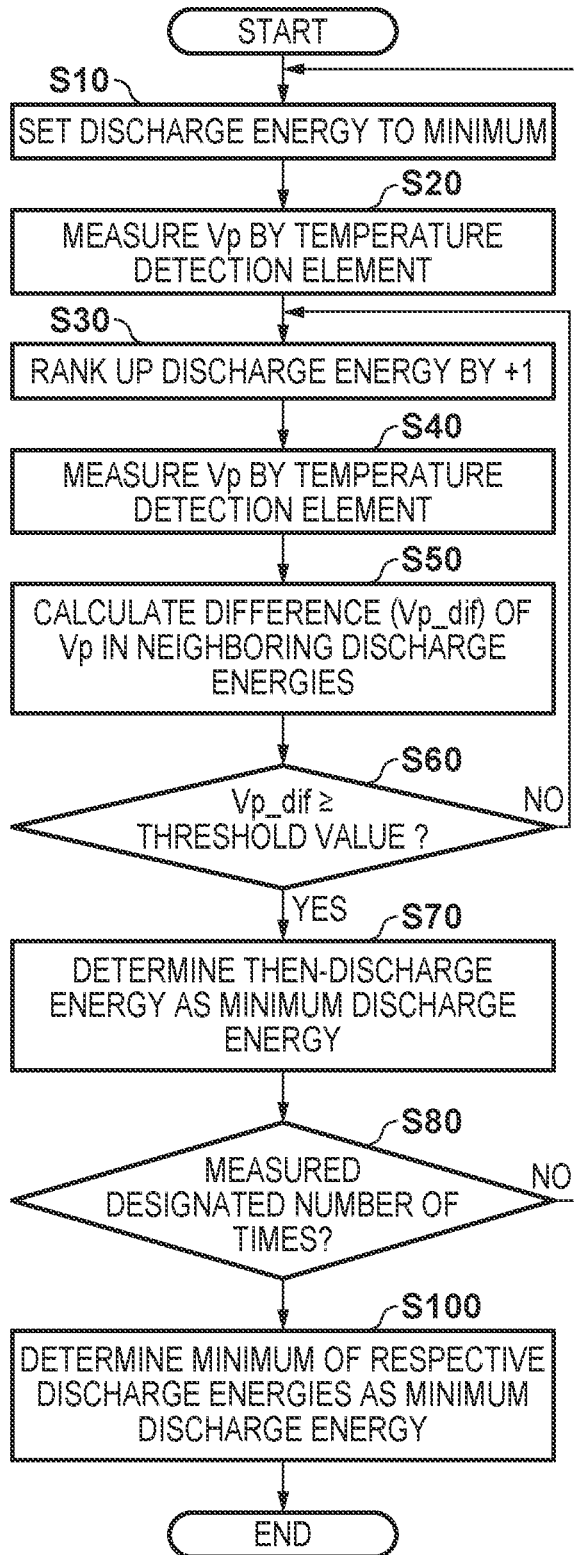 START
S10
SET DISCHARGE ENERGY TO MINIMUM
S20
MEASURE Vp BY TEMPERATURE
DETECTION ELEMENT
S30
RANK UP DISCHARGE ENERGY BY +1
S40
MEASURE Vp BY TEMPERATURE
DETECTION ELEMENT
S50
CALCULATE DIFFERENCE (Vp_dif) OF
Vp IN NEIGHBORING DISCHARGE
ENERGIES
S60
Vp_dif ≥
THRESHOLD VALUE ?
NO
YES
S70
DETERMINE THEN-DISCHARGE
ENERGY AS MINIMUM DISCHARGE
ENERGY
S80
MEASURED
DESIGNATED NUMBER OF
TIMES?
NO
S100
DETERMINE MINIMUM OF RESPECTIVE
DISCHARGE ENERGIES AS MINIMUM
DISCHARGE ENERGY
END